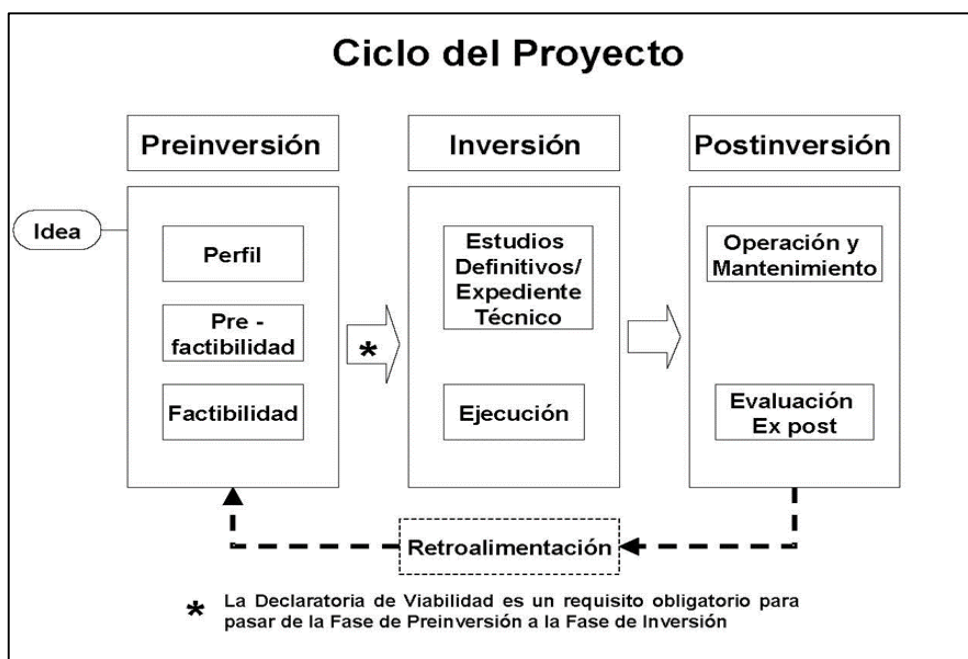 Ciclo del Proyecto
Preinversión
Inversión
Postinversión
Idea
Perfil
Pre -
factibilidad
Factibilidad
*
Estudios
Definitivos/
Expediente
Técnico
Ejecución
Operación y
Mantenimiento
Evaluación
Ex post
Retroalimentación
* La Declaratoria de Viabilidad es un requisito obligatorio para
pasar de la Fase de Preinversión a la Fase de Inversión